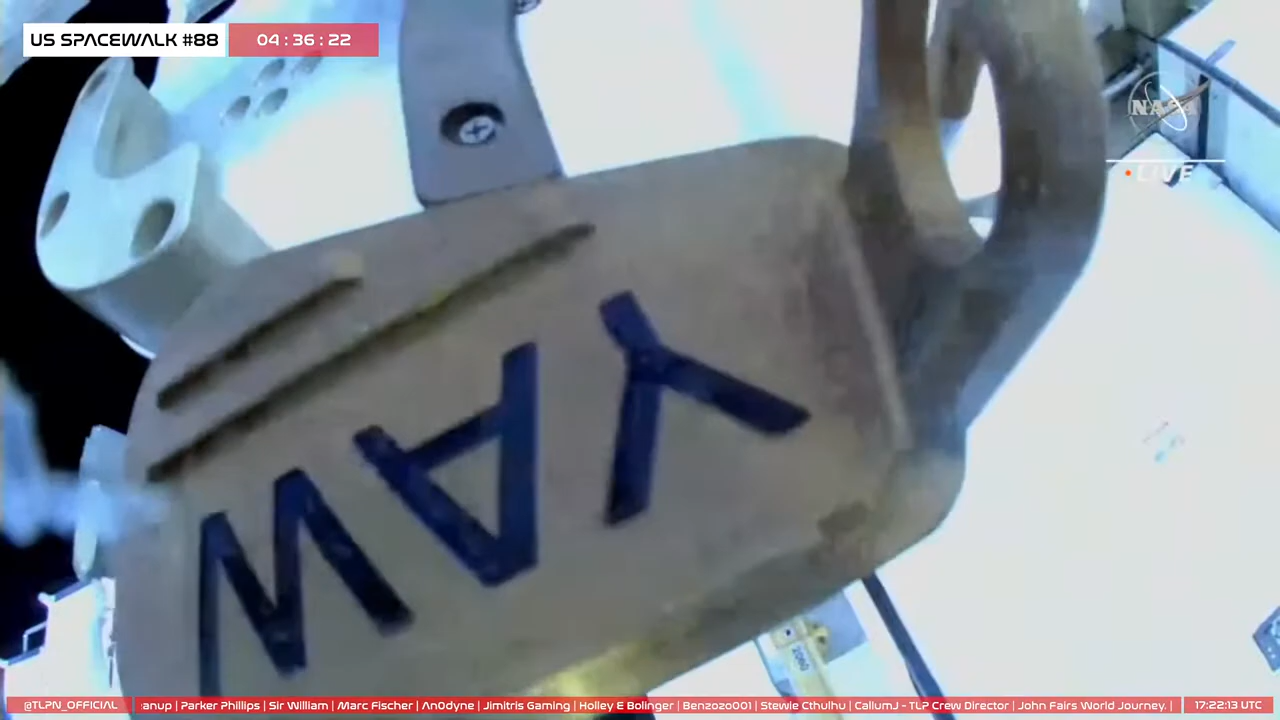 US SPACEWALK #88
04:36:22
NASA
LIVE
YAW
2060
@TLPN_OFFICIAL
:anup | Parker Phillips | Sir William | Marc Fischer | An0dyne | Jimitris Gaming | Holley E Bolinger | Benzozo001 | Stewie Cthulhu | CallumJ - TLP Crew Director | John Fairs World Journey. |
17:22:13 UTC